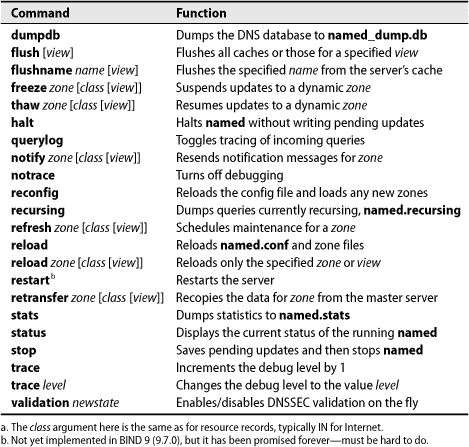 Command Function
dumpdb Dumps the DNS database to named_dump.db
flush [view] Flushes all caches or those for a specified view
flushname name [view] Flushes the specified name from the server's cache
freeze zone [class [view]] Suspends updates to a dynamic zone
thaw zone [class [view]] Resumes updates to a dynamic zone
halt Halts named without writing pending updates
querylog Toggles tracing of incoming queries
notify zone [class [view]] Resends notification messages for zone
notrace Turns off debugging
reconfig Reloads the config file and loads any new zones
recursing Dumps queries currently recursing, named.recursing
refresh zone [class [view]] Schedules maintenance for a zone
reload Reloads named.conf and zone files
reload zone [class [view]] Reloads only the specified zone or view
restart b Restarts the server
retransfer zone [class [view]] Recopies the data for zone from the master server
stats Dumps statistics to named.stats
status Displays the current status of the running named
stop Saves pending updates and then stops named
trace Increments the debug level by 1
trace level Changes the debug level to the value level
validation newstate Enables/disables DNSSEC validation on the fly
a. The class argument here is the same as for resource records, typically IN for Internet.
b. Not yet implemented in BIND 9 (9.7.0), but it has been promised forever—must be hard to do.